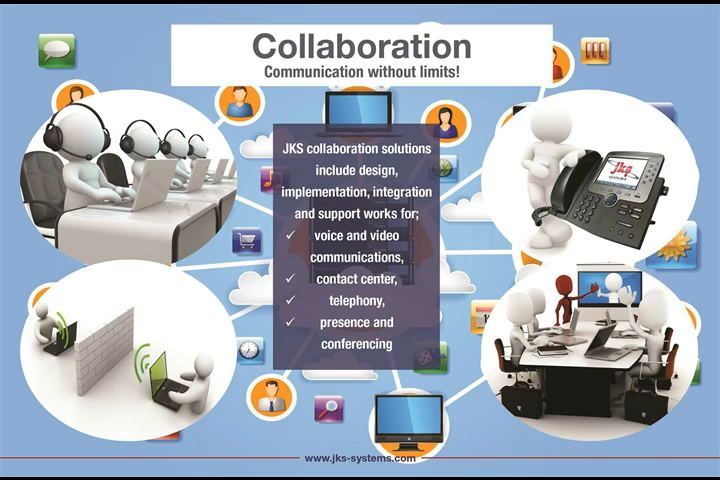 Collaboration
Communication without limits!
JKS collaboration solutions
include design,
implementation, integration
and support works for;
✓ voice and video
communications,
✓ contact center,
✓ telephony,
✓ presence and
conferencing
jks
systems
www.jks-systems.com